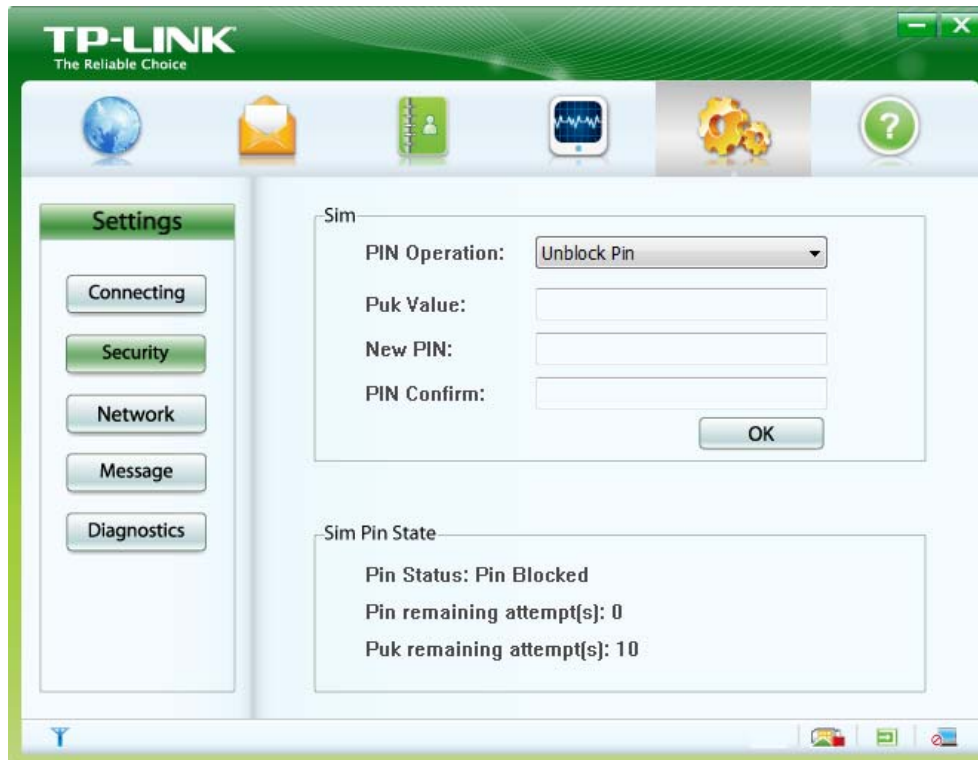 TP-LINK
The Reliable Choice
?
Settings
Connecting
Security
Network
Message
Diagnostics
Sim
PIN Operation: Unblock Pin
Puk Value:
New PIN:
PIN Confirm:
OK
Sim Pin State
Pin Status: Pin Blocked
Pin remaining attempt(s): 0
Puk remaining attempt(s): 10